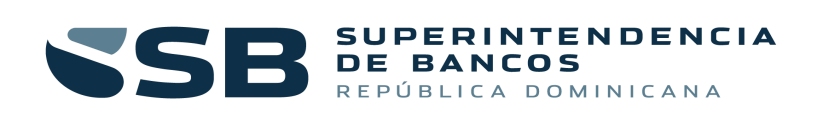 SB
SUPERINTENDENCIA
DE BANCOS
REPÚBLICA DOMINICANA